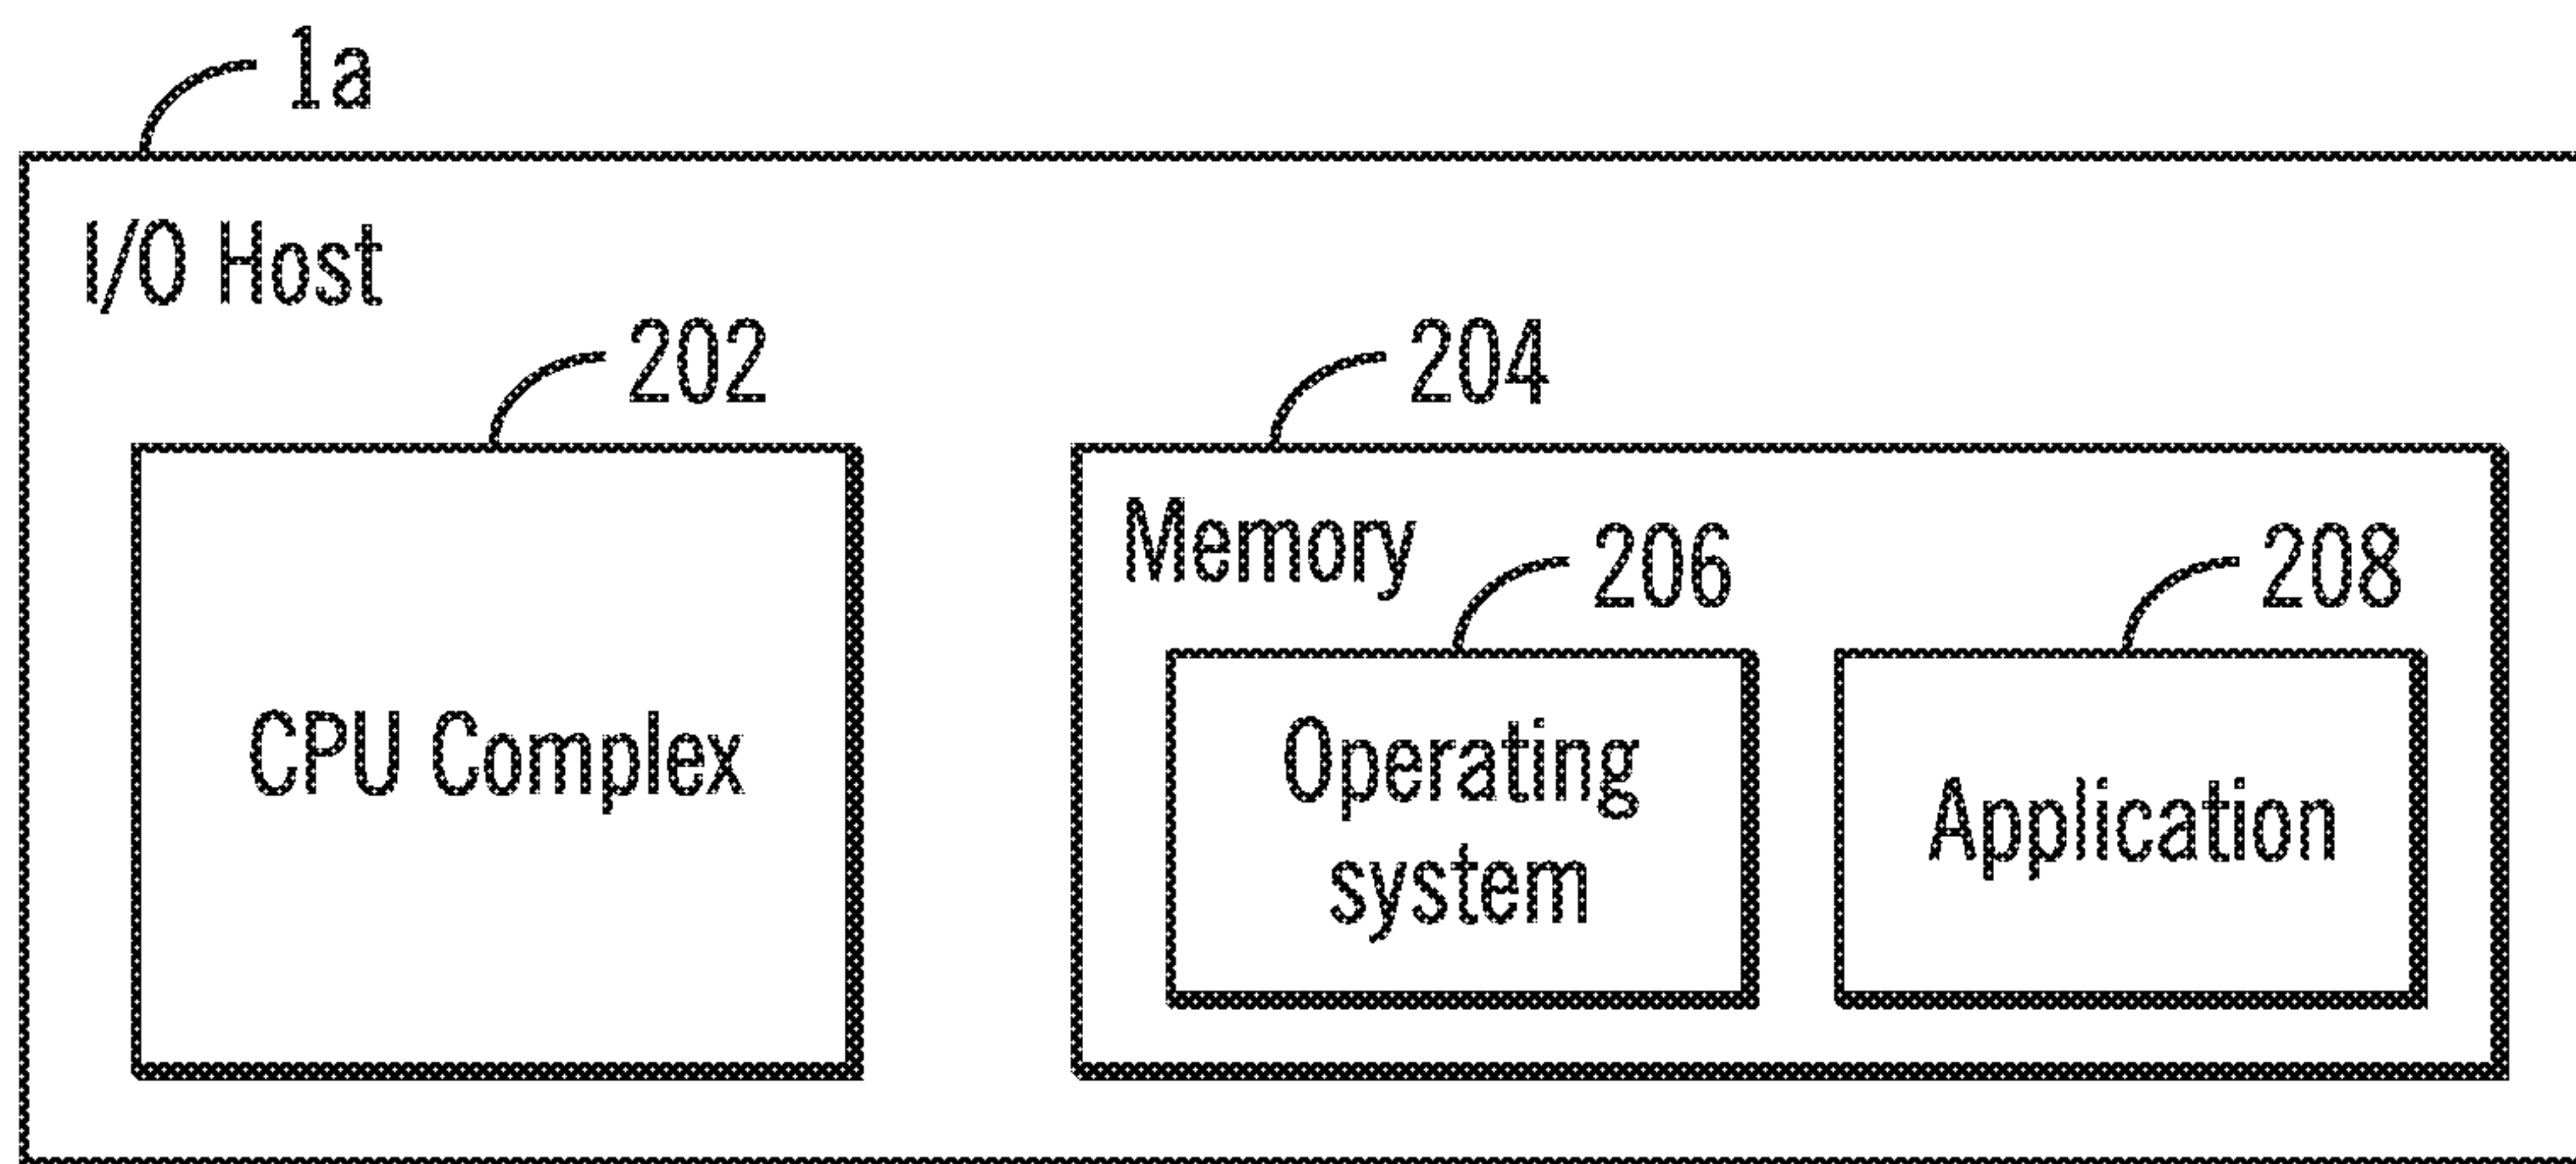 1a
I/O Host
202
204
CPU Complex
Memory
206
208
Operating
system
Application